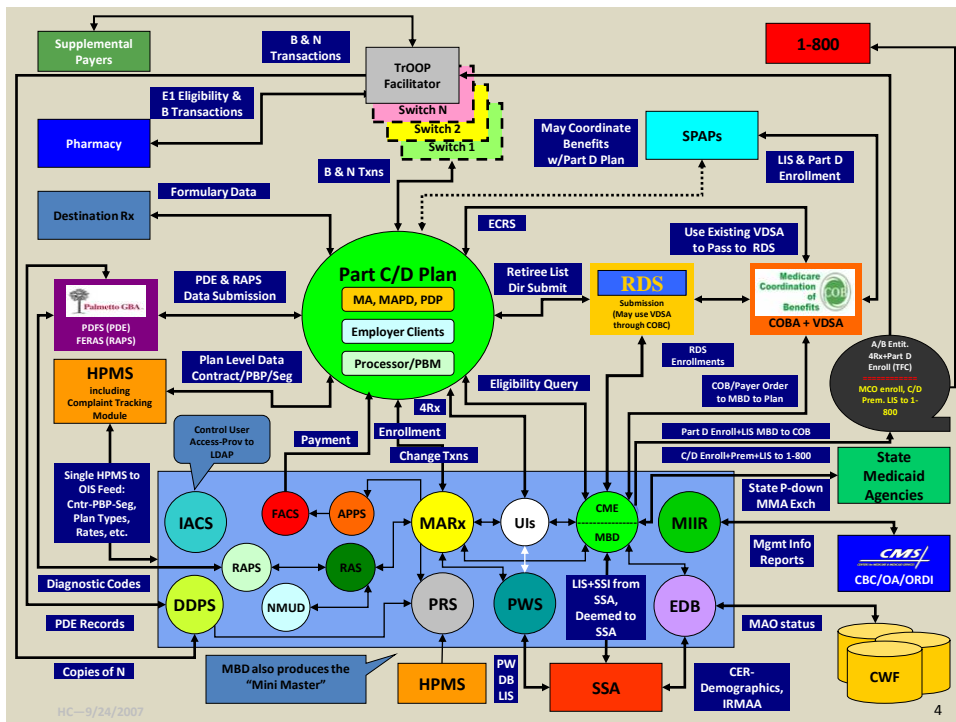 Supplemental
Payers
B & N
Transactions
TrOOP
Facilitator
Switch N
Switch 2
Switch 1
1-800
E1 Eligibility &
B Transactions
Pharmacy
May Coordinate
Benefits
w/Part D Plan
SPAPs
LIS & Part D
Enrollment
B & N Txns
Formulary Data
Destination Rx
ECRS
Use Existing VDSA
to Pass to RDS
Part C/D Plan
MA, MAPD, PDP
Employer Clients
Processor/PBM
PDE & RAPS
Data Submission
Retiree List
Dir Submit
RDS
Submission
(May use VDSA
through COBC)
Medicare
Coordination
of Benefits
COB
COBA + VDSA
Palmetto GBA
PDFS (PDE)
FERAS (RAPS)
A/B Entit.
4Rx+Part D
Enroll (TFC)
MCO enroll, C/D
Prem. LIS to 1-
800
Plan Level Data
Contract/PBP/Seg
HPMS
including
Complaint Tracking
Module
RDS
Enrollments
Eligibility Query
COB/Payer Order
to MBD to Plan
4Rx
Control User
Access-Prov to
LDAP
Payment
Enrollment
Change Txns
Part D Enroll+LIS MBD to COB
C/D Enroll+Prem+LIS to 1-800
State
Medicaid
Agencies
Single HPMS to
OIS Feed:
Cntr-PBP-Seg,
Plan Types,
Rates, etc.
State P-down
MMA Exch
IACS
FACS
APPS
MARx
UIs
CME
MBD
MIIR
Mgmt Info
Reports
CMS
CBC/OA/ORDI
RAPS
RAS
Diagnostic Codes
DDPS
NMUD
PRS
PWS
LIS+SSI from
SSA,
Deemed to
SSA
EDB
PDE Records
MAO status
Copies of N
MBD also produces the
“Mini Master”
HPMS
PW
DB
LIS
SSA
CER-
Demographics,
IRMAA
CWF
HC—9/24/2007
4